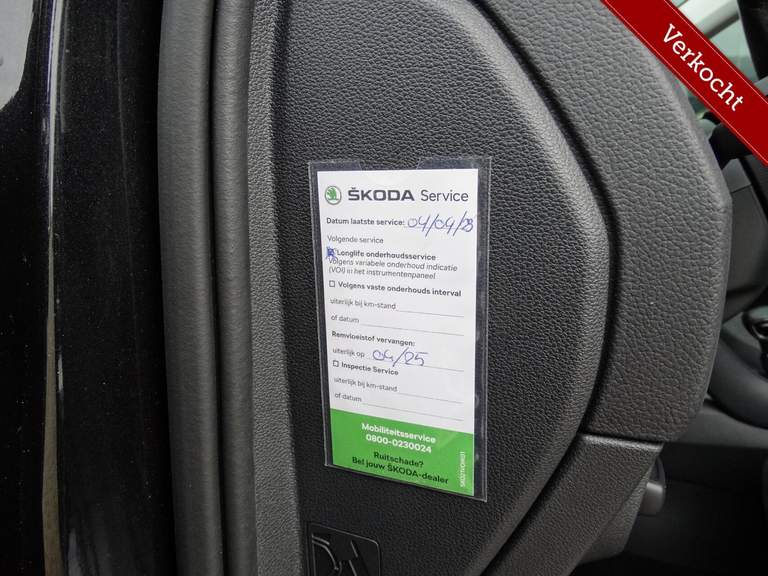 Verkocht
ŠKODA Service
Datum laatste service: 04/04/23
Volgende service
Longlife onderhoudsservice
Volgens variabele onderhoud indicatie
(VOI) in het instrumentenpaneel
Volgens vaste onderhouds interval
uiterlijk bij km-stand
of datum
Remvloeistof vervangen:
uiterlijk op 04/25
Inspectie Service
uiterlijk bij km-stand
of datum
Mobiliteitsservice
0800-0230024
Ruitschade?
Bel jouw ŠKODA-dealer